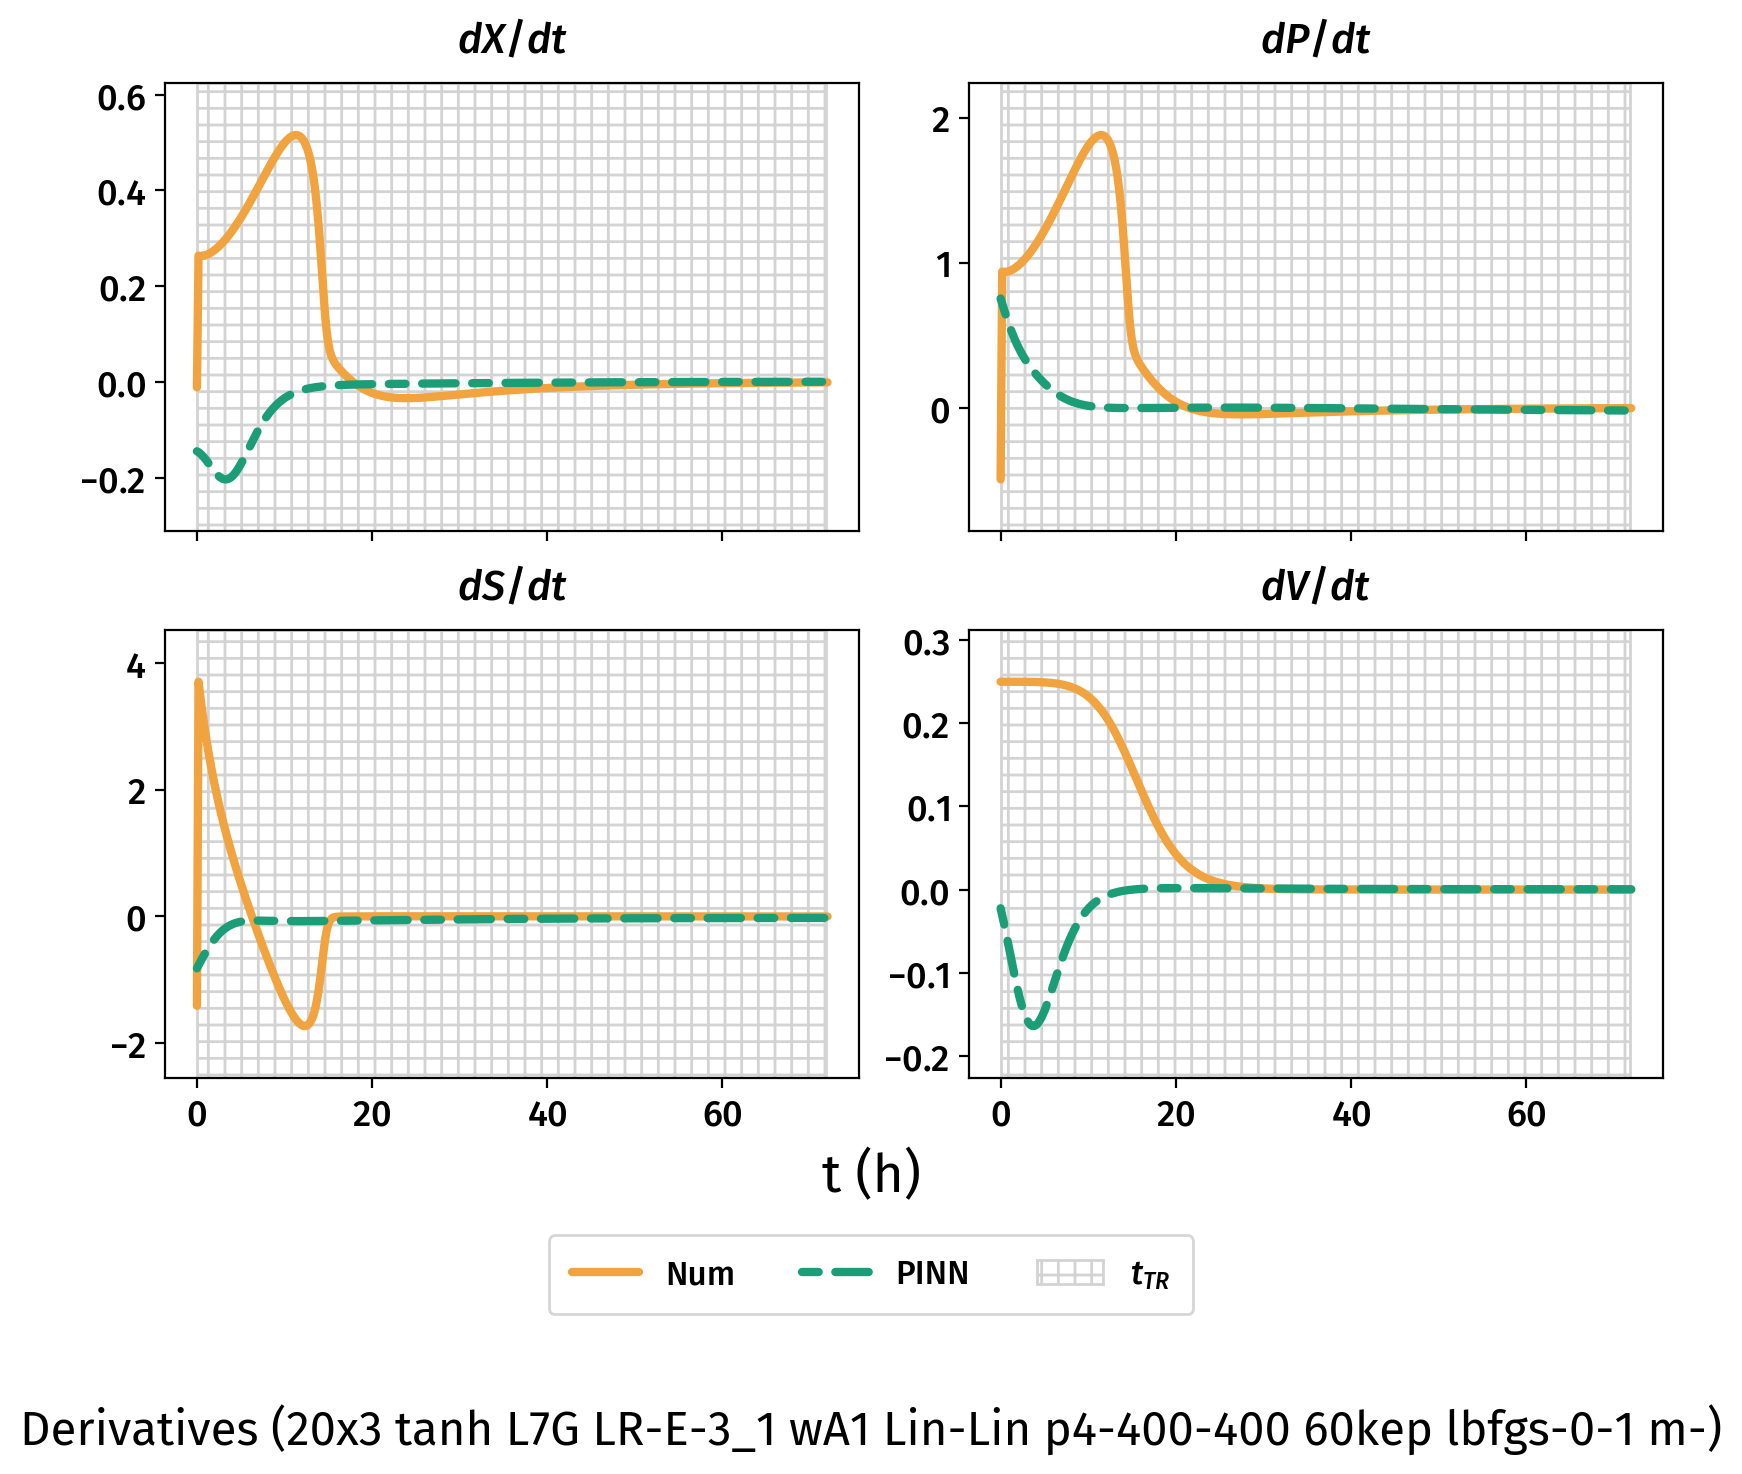 dX/dt
dP/dt
0.6
0.4
0.2
0.0
−0.2
2
1
0
dS/dt
dV/dt
4
2
0
−2
0.3
0.2
0.1
0.0
−0.1
−0.2
0 20 40 60
0 20 40 60
t (h)
Num PINN tTR
Derivatives (20x3 tanh L7G LR-E-3_1 wA1 Lin-Lin p4-400-400 60kep lbfgs-0-1 m-)